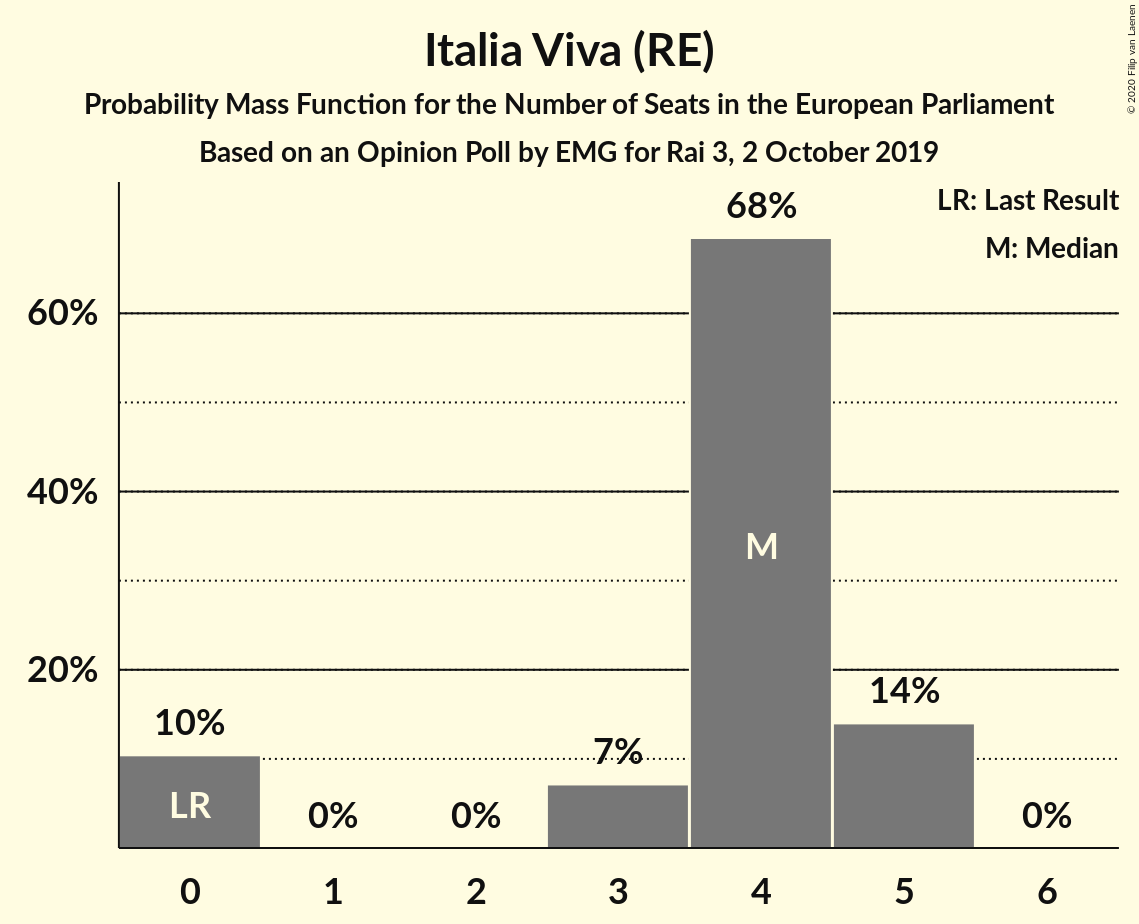 Italia Viva (RE)
Probability Mass Function for the Number of Seats in the European Parliament
Based on an Opinion Poll by EMG for Rai 3, 2 October 2019
© 2020 Filip van Laenen
LR: Last Result
M: Median
68%
60%
40%
M
20%
14%
10%
7%
LR
0%
0%
0%
0 1 2 3 4 5 6